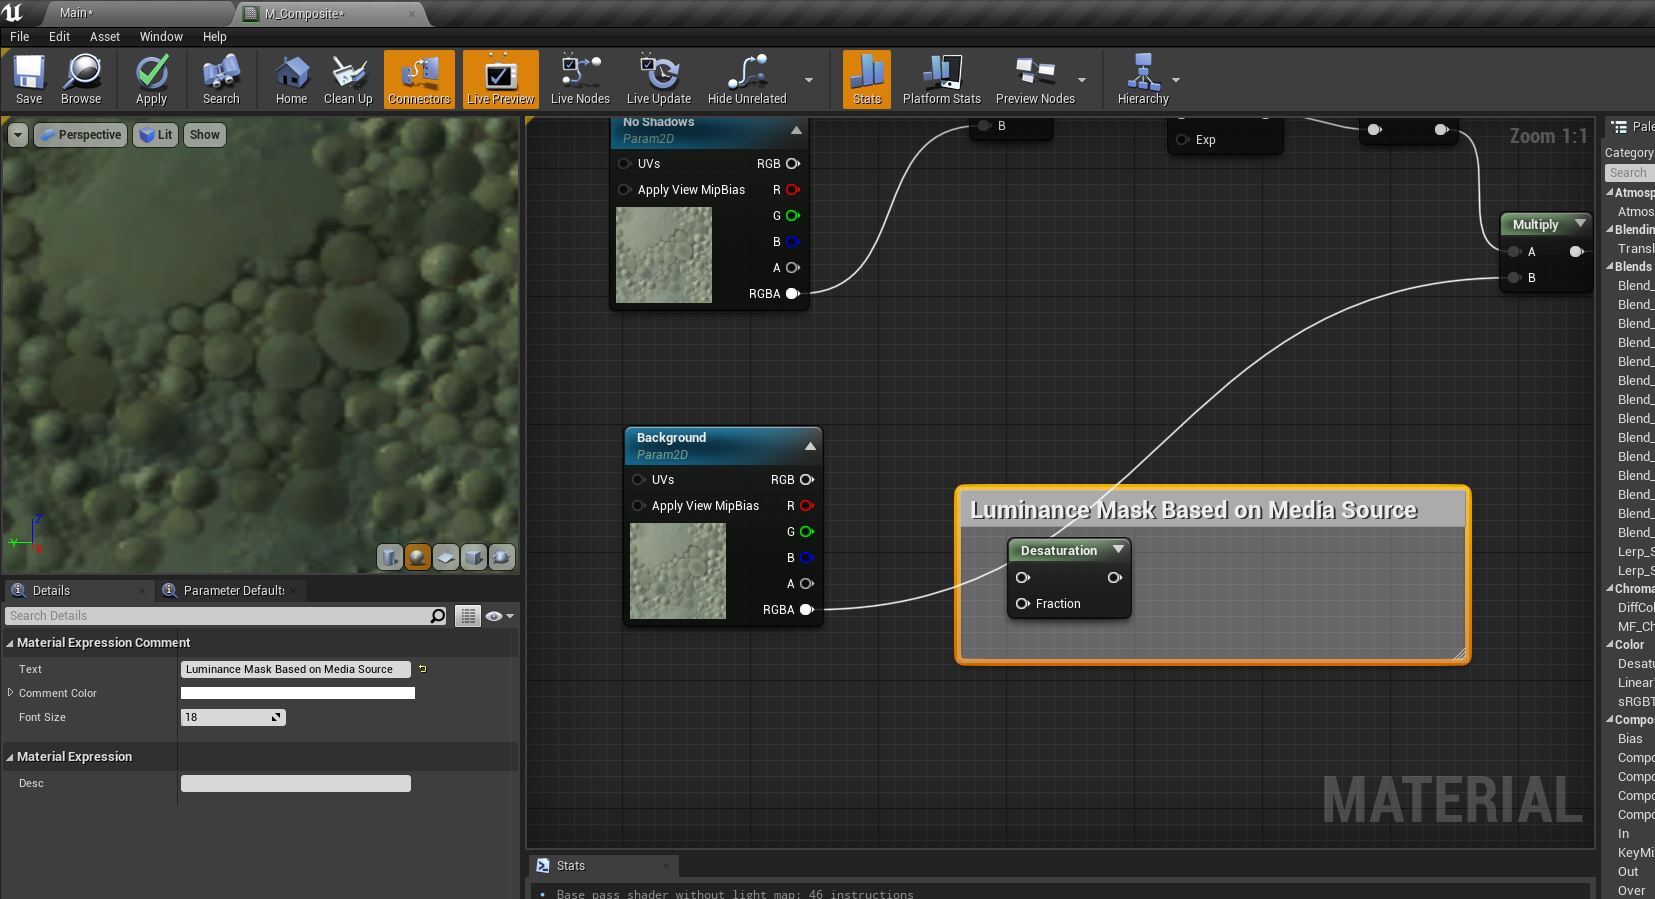 Main*
M_Composite*
File Edit Asset Window Help
Save Browse Apply Search Home Clean Up Connectors Live Preview Live Nodes Live Update Hide Unrelated Stats Platform Stats Preview Nodes Hierarchy
Perspective Lit Show
Z
Y
X
No Shadows
Param2D
UVs RGB
Apply View MipBias R
G
B
A
RGBA
B
Exp
Zoom 1:1
Multiply
A
B
Background
Param2D
UVs RGB
Apply View MipBias R
G
B
A
RGBA
Luminance Mask Based on Media Source
Desaturation
Fraction
MATERIAL
Details
Parameter Default
Search Details
Material Expression Comment
Text Luminance Mask Based on Media Source
Comment Color
Font Size 18
Material Expression
Desc
Stats
• Base pass shader without light map: 46 instructions
Pale
Category
Search
Atmosp
Atmos
Blendin
Transl
Blends
Blend_
Blend_
Blend_
Blend_
Blend_
Blend_
Blend_
Blend_
Blend_
Blend_
Blend_
Blend_
Blend_
Blend_
Lerp_S
Lerp_S
Chroma
DiffCol
MF_Ch
Color
Desatu
Linear
sRGBT
Compos
Bias
Compo
Compo
Compo
Compo
In
KeyMi
Out
Over